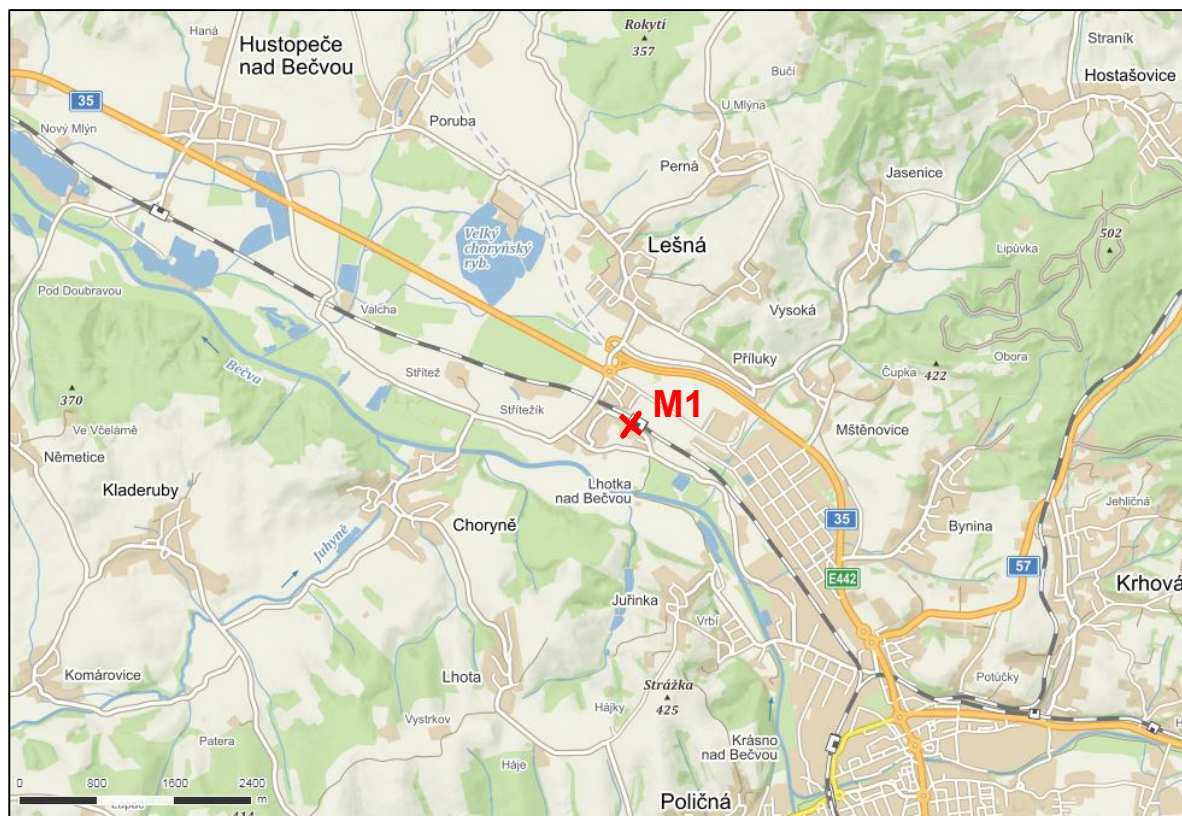 Haná
Rokytí
357
Straník
Hustopeče
nad Bečvou
Bučí
Hostašovice
35
U Mlýna
Nový Mlýn
Poruba
Perná
Jasenice
Velký
choryňský
ryb.
Lešná
502
Lipůvka
Pod Doubravou
Valcha
Vysoká
Bečva
Střítež
Příluky
Obora
Čupka
422
370
Střítežík
M1
Ve Včelárně
Mštěnovice
Němetice
Kladeruby
Lhotka
nad Bečvou
Jehličná
Choryně
35
Bynina
Juhyně
57
E442
Krhová
Juřinka
Vrbí
Komárovice
Lhota
Strážka
425
Potůčky
Hájky
Vystrkov
Patera
Krásno
nad Bečvou
Háje
0 800 1600 2400
m
Poličná
414